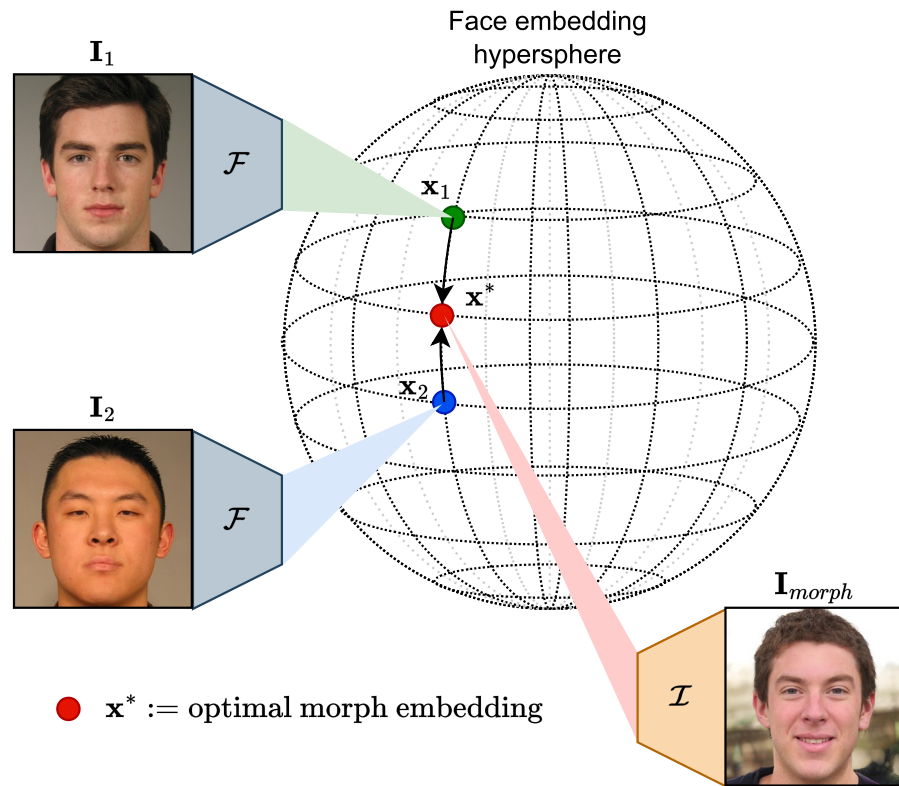 Face embedding
hypersphere
I₁
ℱ
x₁
x*
x₂
I₂
ℱ
I_morph
ℐ
x* := optimal morph embedding